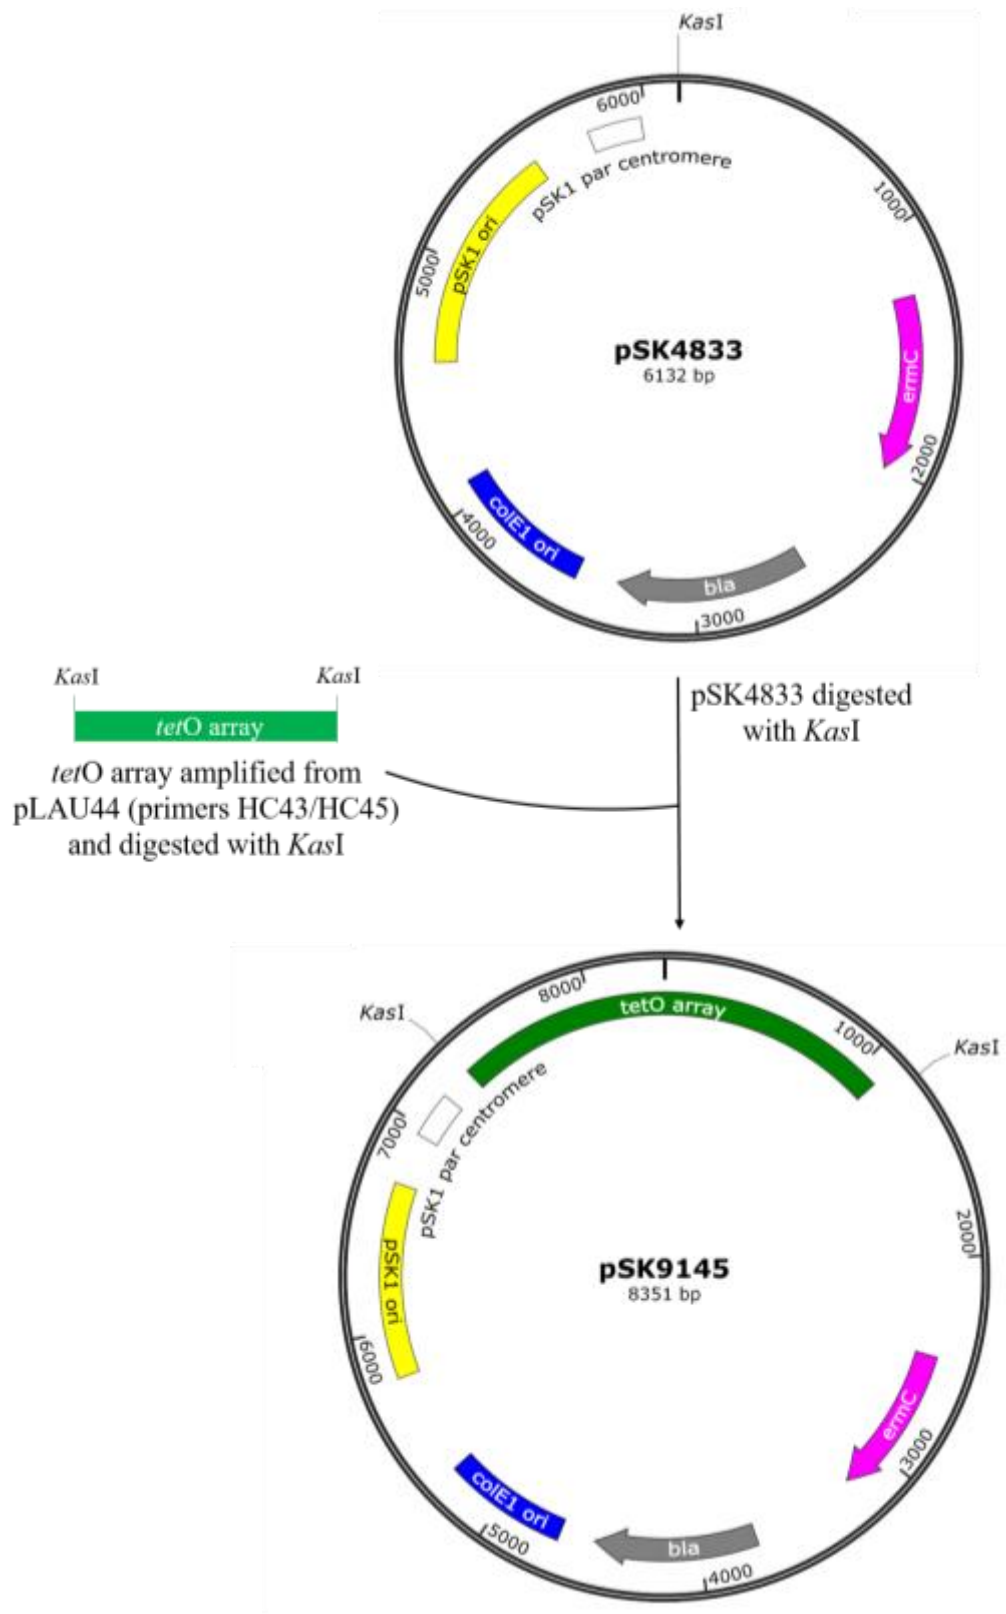 KasI
6000
pSK1 par centromere
1000
pSK1 ori
5000
pSK4833
6132 bp
ermC
2000
colE1 ori
4000
bla
3000
KasI
KasI
tetO array
tetO array amplified from
pLAU44 (primers HC43/HC45)
and digested with KasI
pSK4833 digested
with KasI
8000
tetO array
KasI
1000
KasI
pSK1 par centromere
7000
2000
pSK1 ori
pSK9145
8351 bp
6000
ermC
3000
colE1 ori
5000
bla
4000